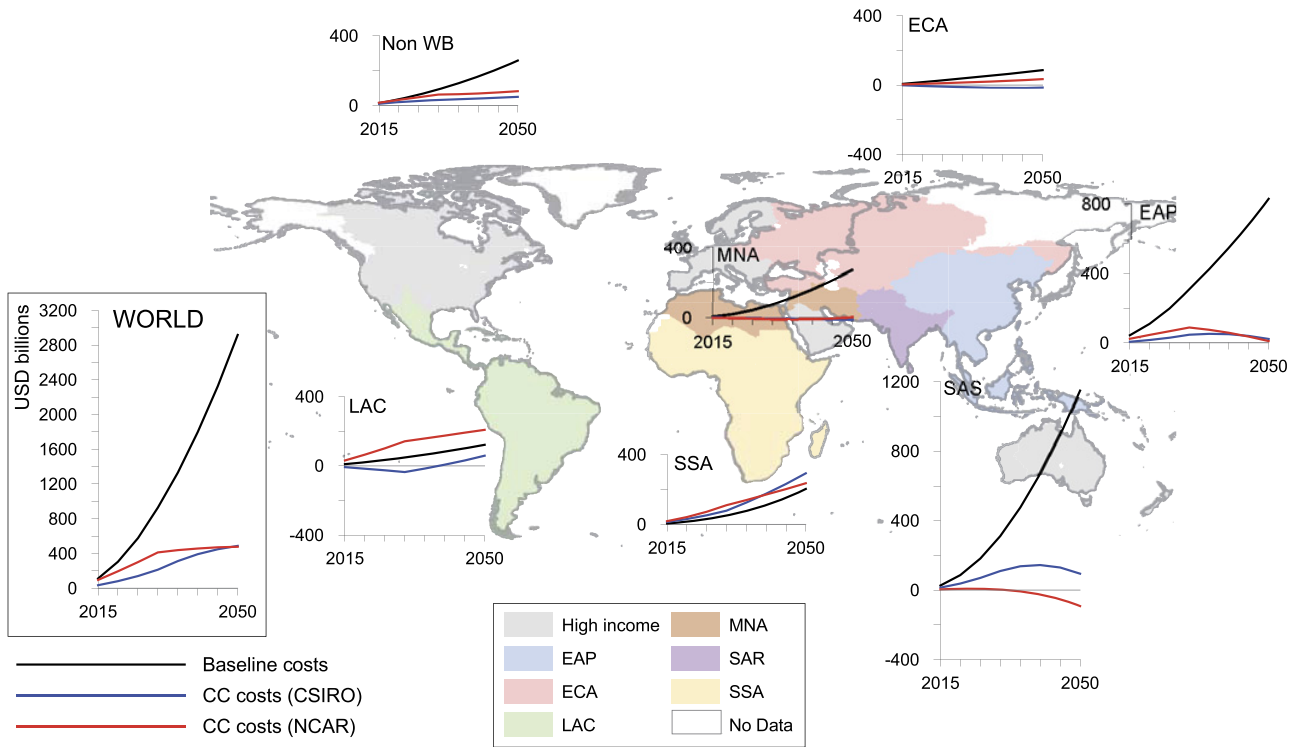 Non WB
400
0
2015
2050
ECA
400
0
-400
2015
2050
800
EAP
400
0
2015
2050
400
MNA
0
2015
2050
WORLD
USD billions
3200
2800
2400
2000
1600
1200
800
400
0
2015
2050
LAC
400
0
-400
2015
2050
SSA
400
0
2015
2050
SAS
1200
800
400
0
-400
2015
2050
Baseline costs
CC costs (CSIRO)
CC costs (NCAR)
High income
EAP
ECA
LAC
MNA
SAR
SSA
No Data